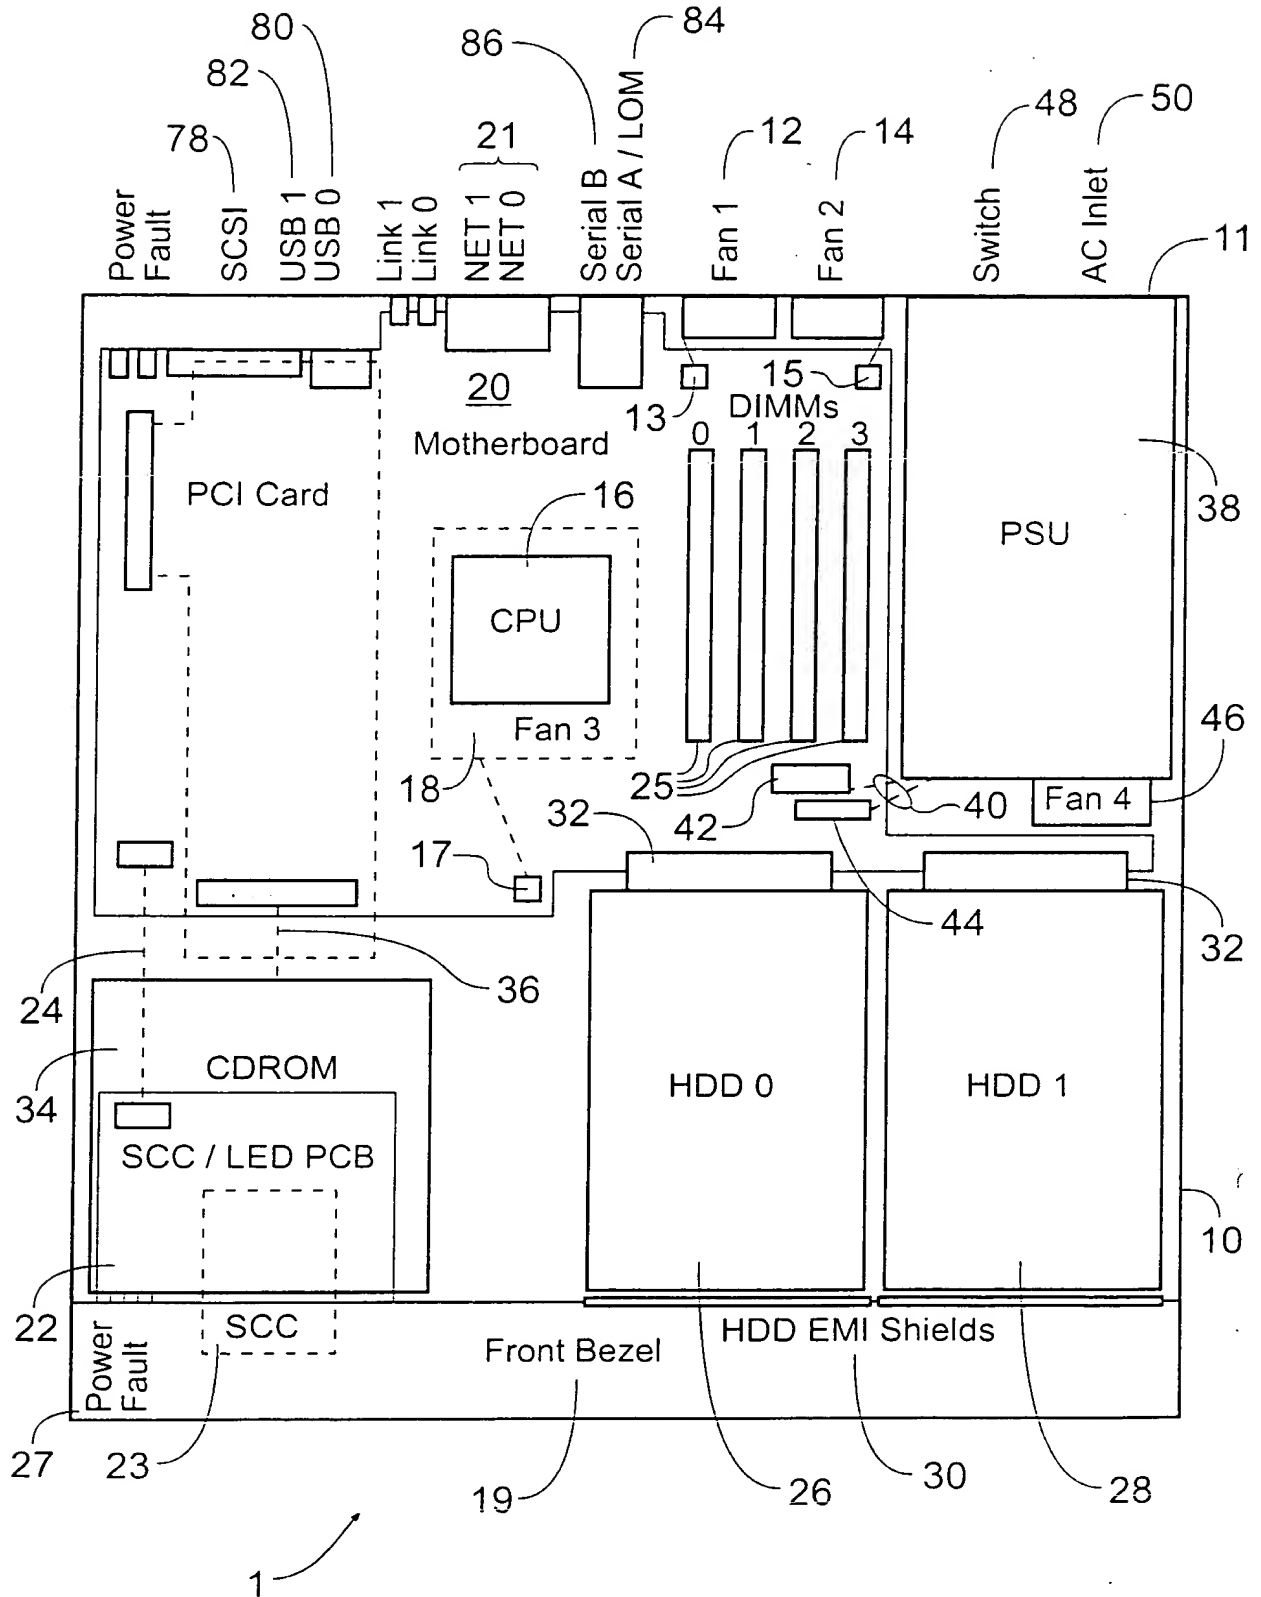 80
84
86
82
50
48
21
12
14
78
Power
Fault
SCSI
USB 1
USB 0
Link 1
Link 0
NET 1
NET 0
Serial B
Serial A / LOM
Fan 1
Fan 2
Switch
AC Inlet
11
20
15
13
DIMMs
0 1 2 3
Motherboard
PCI Card
16
38
PSU
CPU
Fan 3
46
18
25
42
40
Fan 4
32
17
44
32
24
36
34
CDROM
HDD 0
HDD 1
SCC / LED PCB
10
22
SCC
HDD EMI Shields
Power
Fault
Front Bezel
27
23
19
26
30
28
1